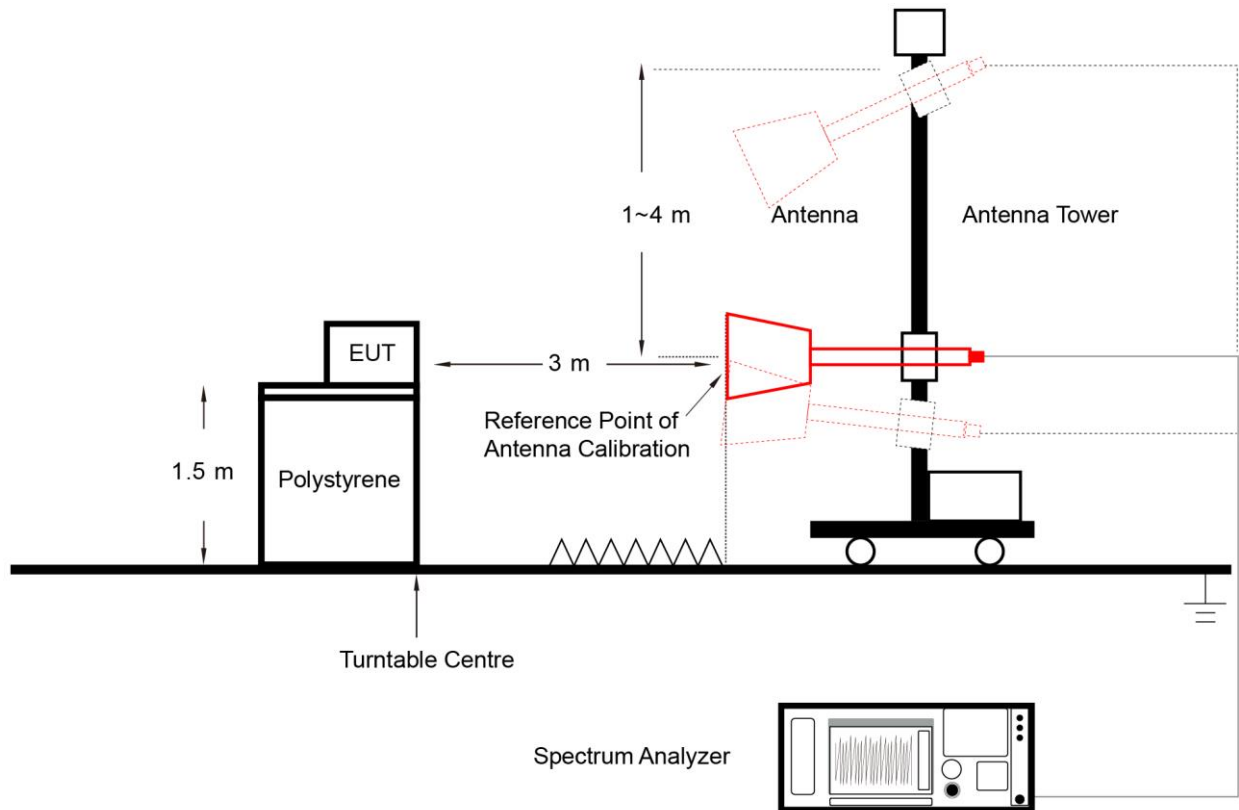 1~4 m
Antenna
Antenna Tower
EUT
3 m
Reference Point of
Antenna Calibration
1.5 m
Polystyrene
Turntable Centre
Spectrum Analyzer